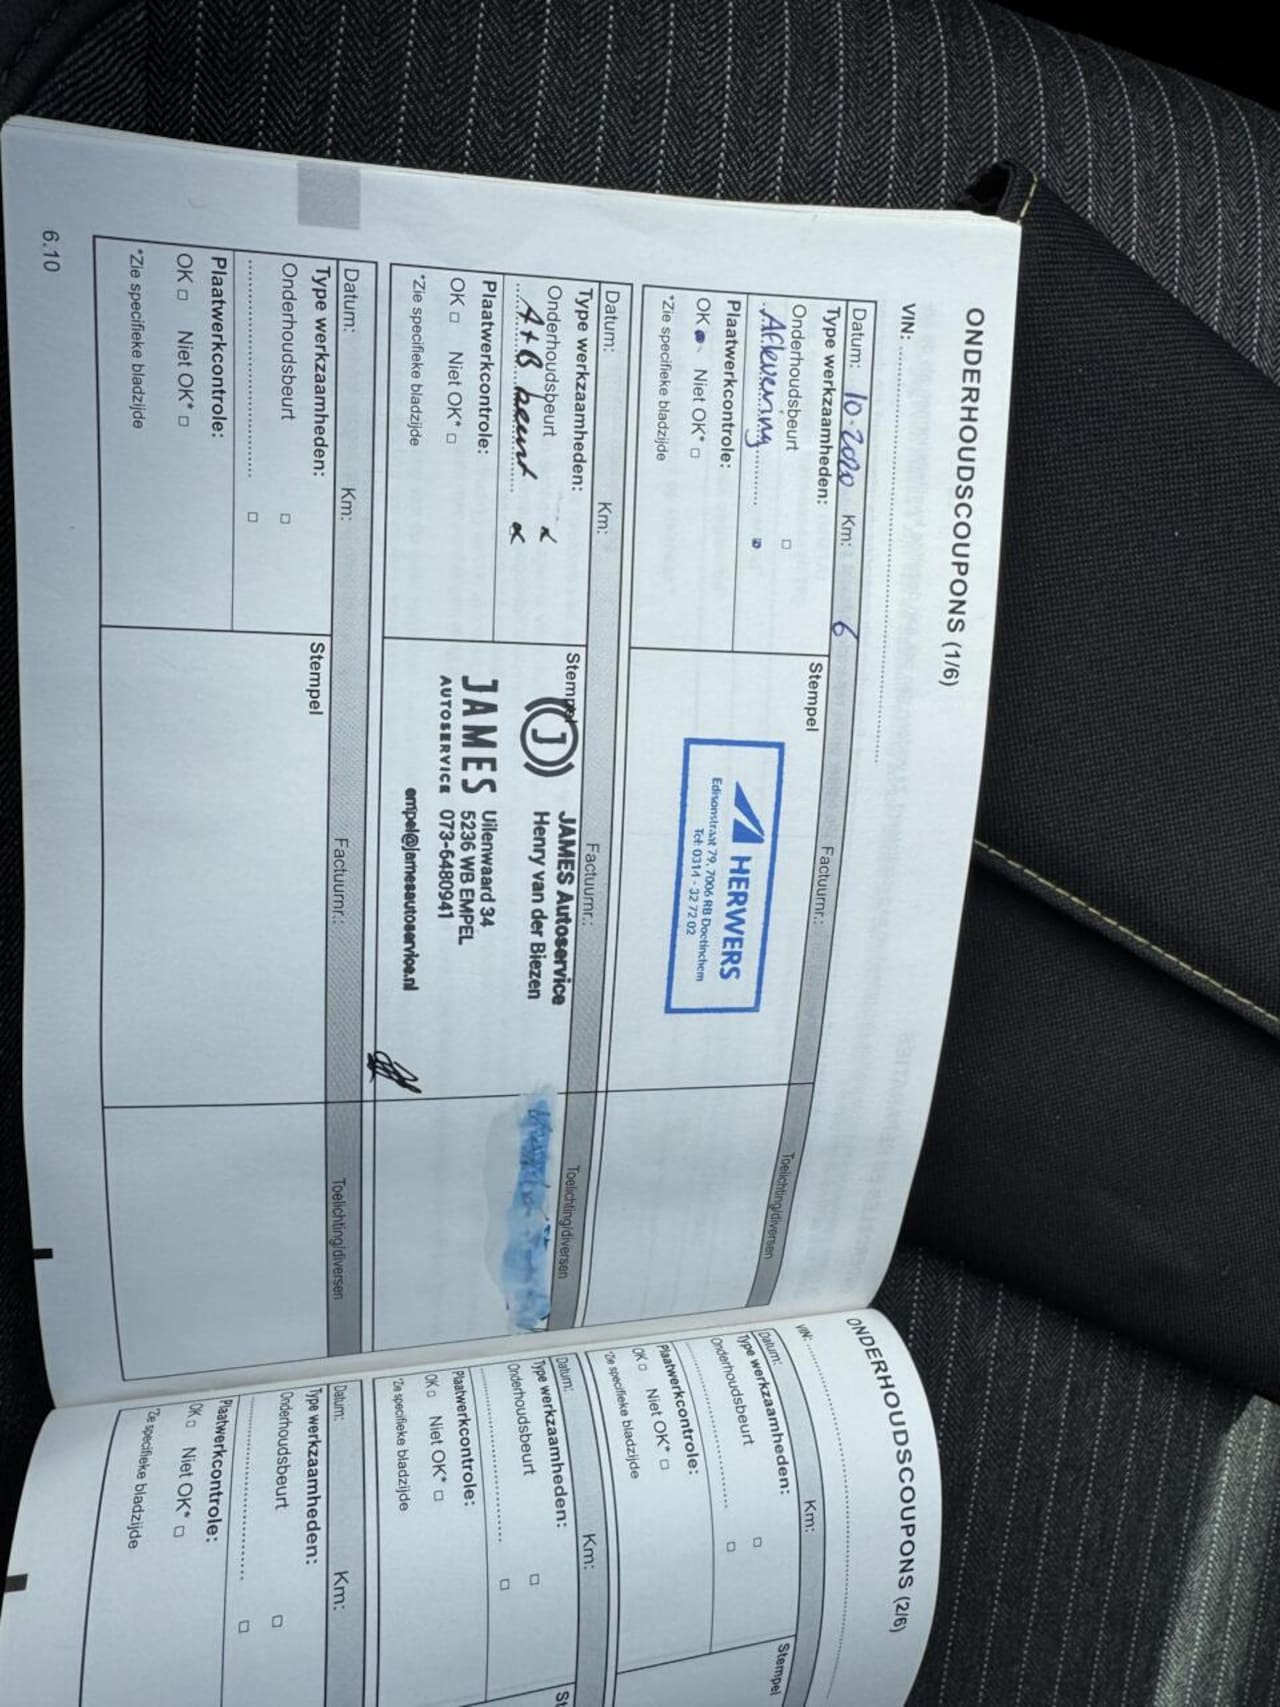 ONDERHOUDSCOUPONS (1/6)
VIN:
Datum: 10-2020 Km: 6 Factuurnr.: Toelichting/diversen
Type werkzaamheden:
Onderhoudsbeurt
Aflevering
Plaatwerkcontrole:
OK Niet OK*
*Zie specifieke bladzijde
Stempel
HERWERS
Edisonstraat 79, 7006 RB Doetinchem
Tel: 0314 - 32 72 02
Datum: Km: Factuurnr.: Toelichting/diversen
Type werkzaamheden:
Onderhoudsbeurt
A+B beurt
Plaatwerkcontrole:
OK Niet OK*
*Zie specifieke bladzijde
Stempel
J
JAMES Autoservice
Henry van der Biezen
JAMES Uilenwaard 34
5236 WB EMPEL
AUTOSERVICE 073-6480941
empel@jamesautoservice.nl
Datum: Km: Factuurnr.: Toelichting/diversen
Type werkzaamheden:
Onderhoudsbeurt
Plaatwerkcontrole:
OK Niet OK*
*Zie specifieke bladzijde
Stempel
6.10
ONDERHOUDSCOUPONS (2/6)
VIN:
Datum: Km:
Type werkzaamheden:
Onderhoudsbeurt
Plaatwerkcontrole:
OK Niet OK*
*Zie specifieke bladzijde
Stempel
Datum: Km:
Type werkzaamheden:
Onderhoudsbeurt
Plaatwerkcontrole:
OK Niet OK*
*Zie specifieke bladzijde
St
Datum: Km:
Type werkzaamheden:
Onderhoudsbeurt
Plaatwerkcontrole:
OK Niet OK*
*Zie specifieke bladzijde